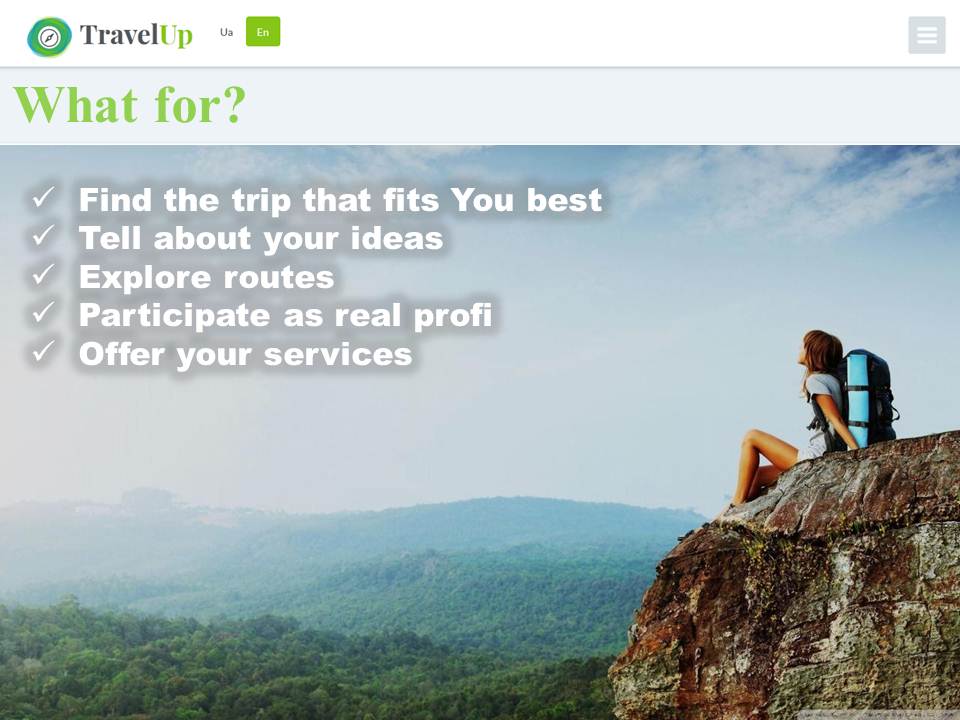 TravelUp Ua En
What for?
✓ Find the trip that fits You best
✓ Tell about your ideas
✓ Explore routes
✓ Participate as real profi
✓ Offer your services